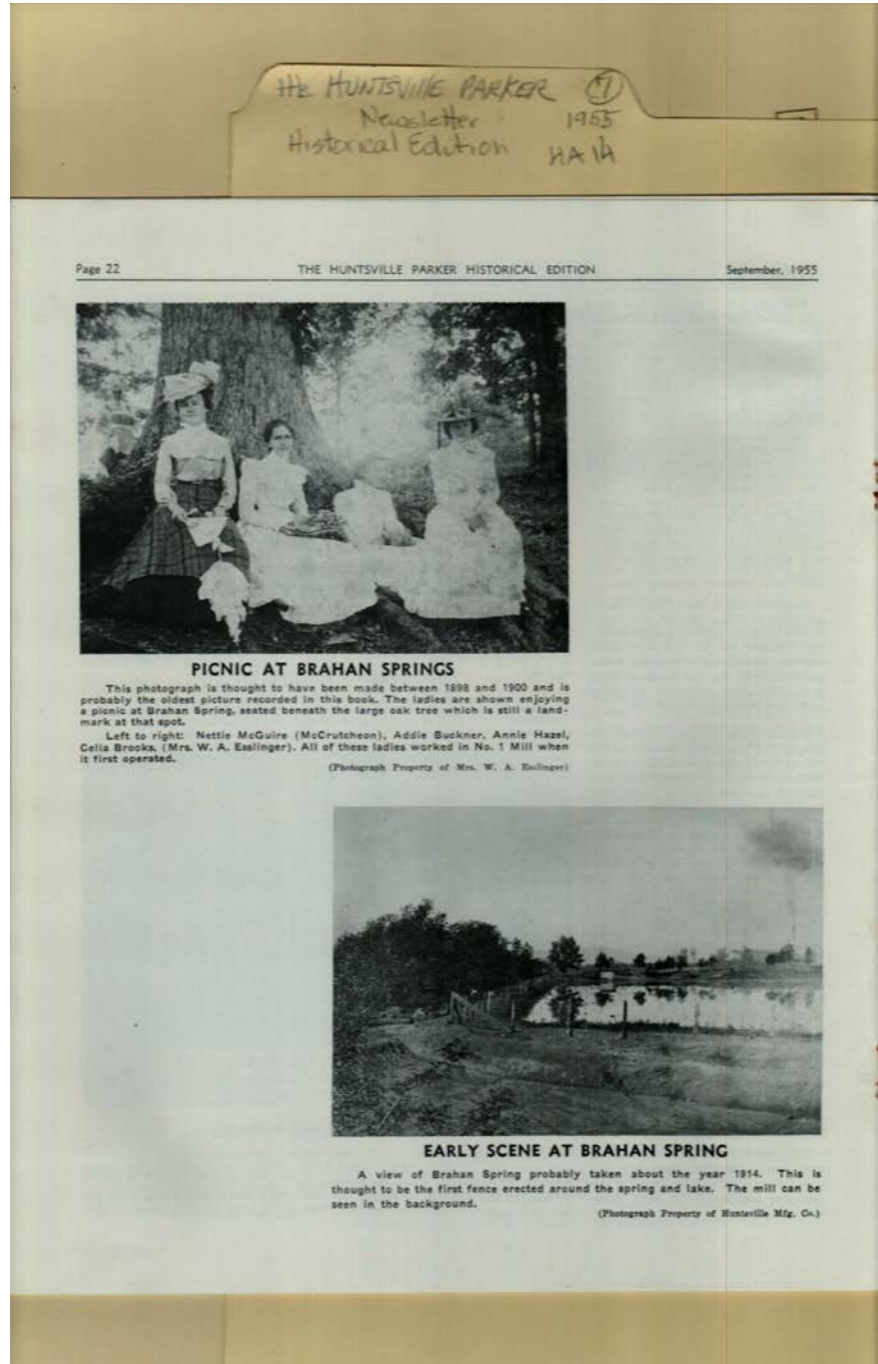 the HUNTSVILLE PARKER 7
Newsletter 1955
Historical Edition HA 14
Page 22 THE HUNTSVILLE PARKER HISTORICAL EDITION September, 1955
PICNIC AT BRAHAN SPRINGS
This photograph is thought to have been made between 1898 and 1900 and is
probably the oldest picture recorded in this book. The ladies are shown enjoying
a picnic at Brahan Spring, seated beneath the large oak tree which is still a land-
mark at that spot.
Left to right: Nettie McGuire (McCrutcheon), Addie Buckner, Annie Hazel,
Celia Brooks, (Mrs. W. A. Esslinger). All of these ladies worked in No. 1 Mill when
it first operated.
(Photograph Property of Mrs. W. A. Esslinger)
EARLY SCENE AT BRAHAN SPRING
A view of Brahan Spring probably taken about the year 1914. This is
thought to be the first fence erected around the spring and lake. The mill can be
seen in the background.
(Photograph Property of Huntsville Mfg. Co.)